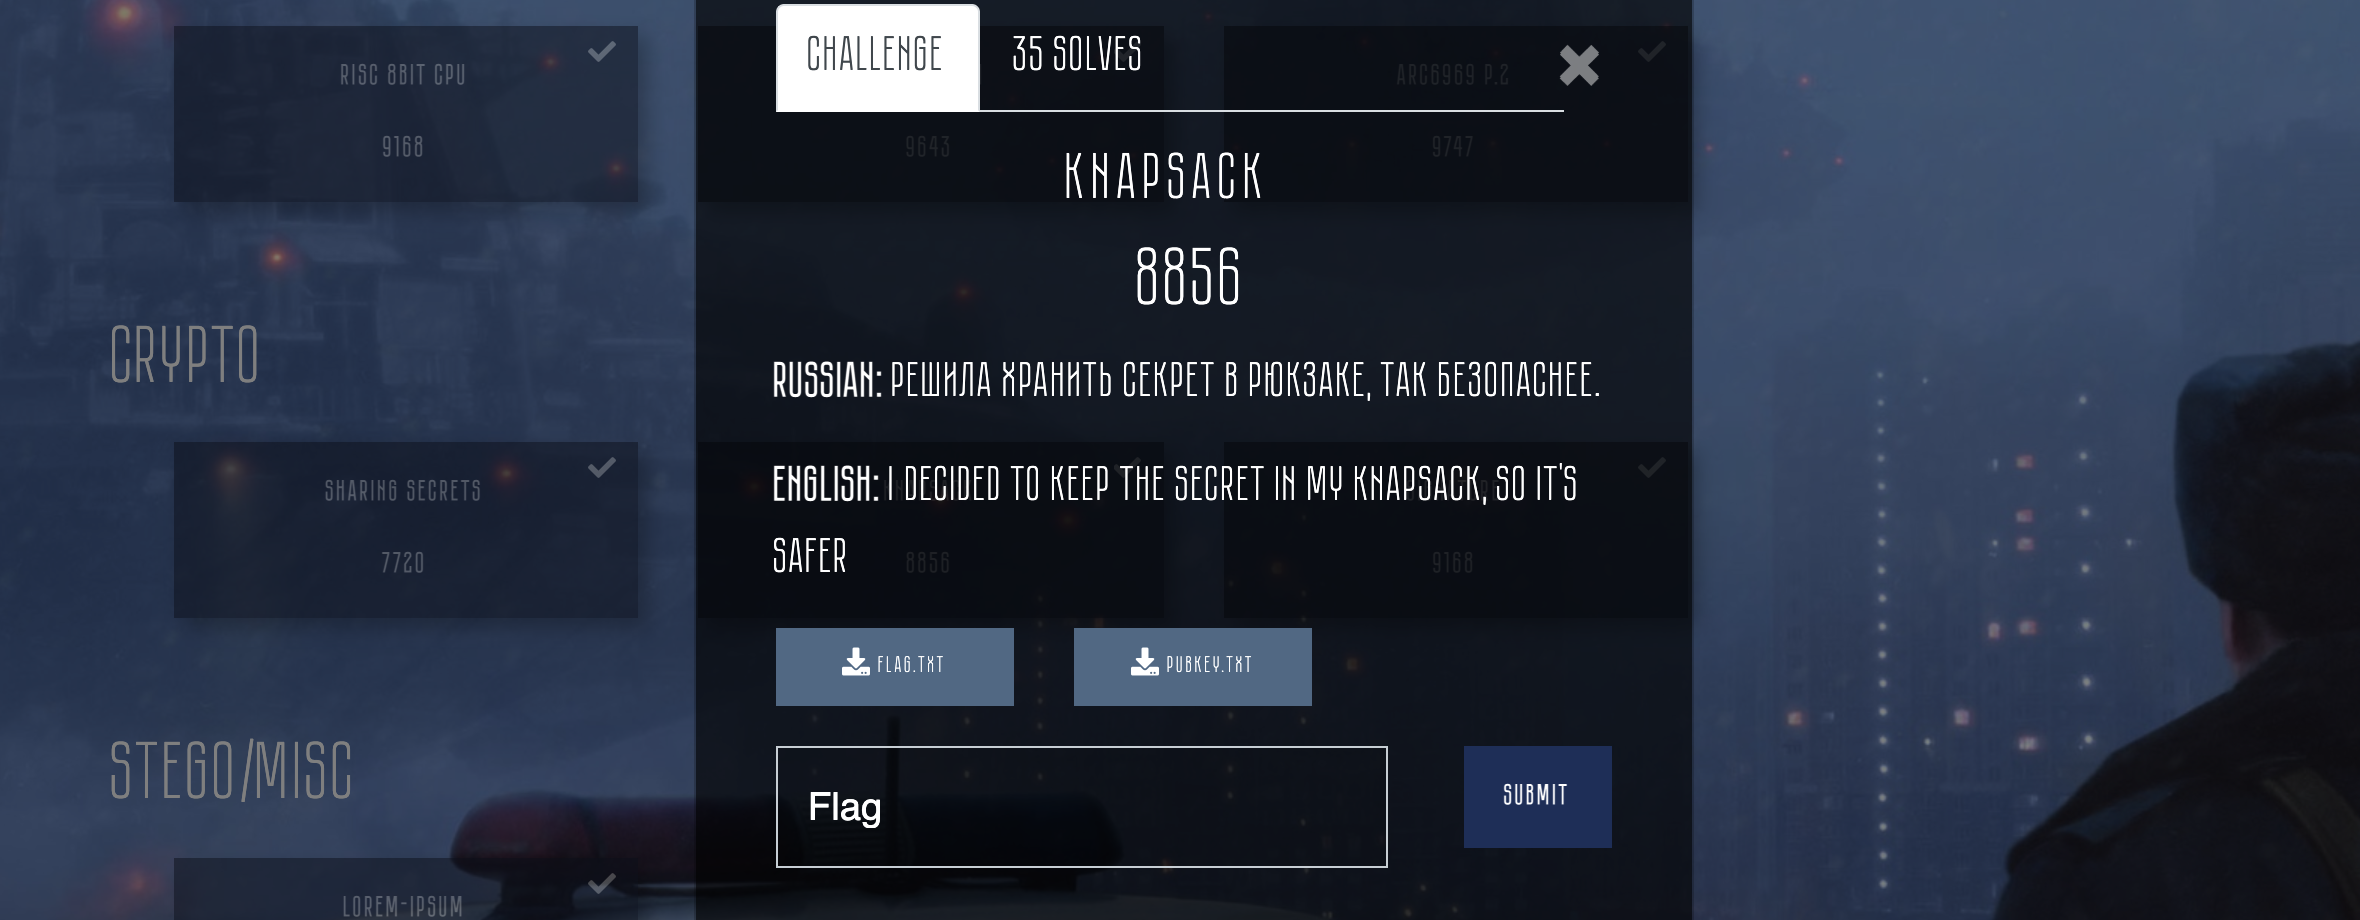 RISC 8BIT CPU
9168
CHALLENGE
35 SOLVES
ARC6969 P.2
9643
9747
KNAPSACK
8856
CRYPTO
RUSSIAN: РЕШИЛА ХРАНИТЬ СЕКРЕТ В РЮКЗАКЕ, ТАК БЕЗОПАСНЕЕ.
ENGLISH: I DECIDED TO KEEP THE SECRET IN MY KNAPSACK, SO IT'S
SAFER
SHARING SECRETS
7720
8856
9168
FLAG.TXT
PUBKEY.TXT
STEGO/MISC
Flag
SUBMIT
LOREM-IPSUM